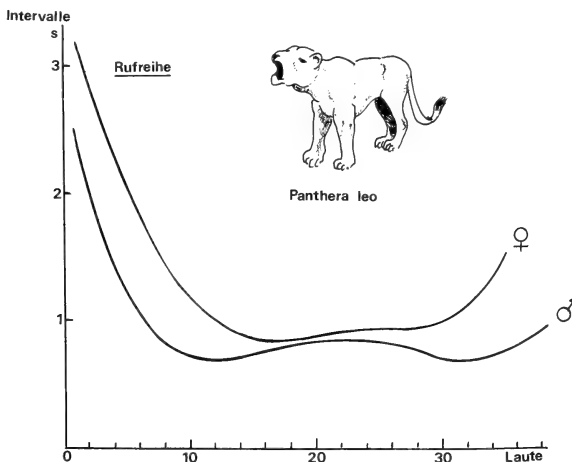 Intervalle
s
Rufreihe
3
Panthera leo
2
♀
1
♂
0
10
20
30
Laute